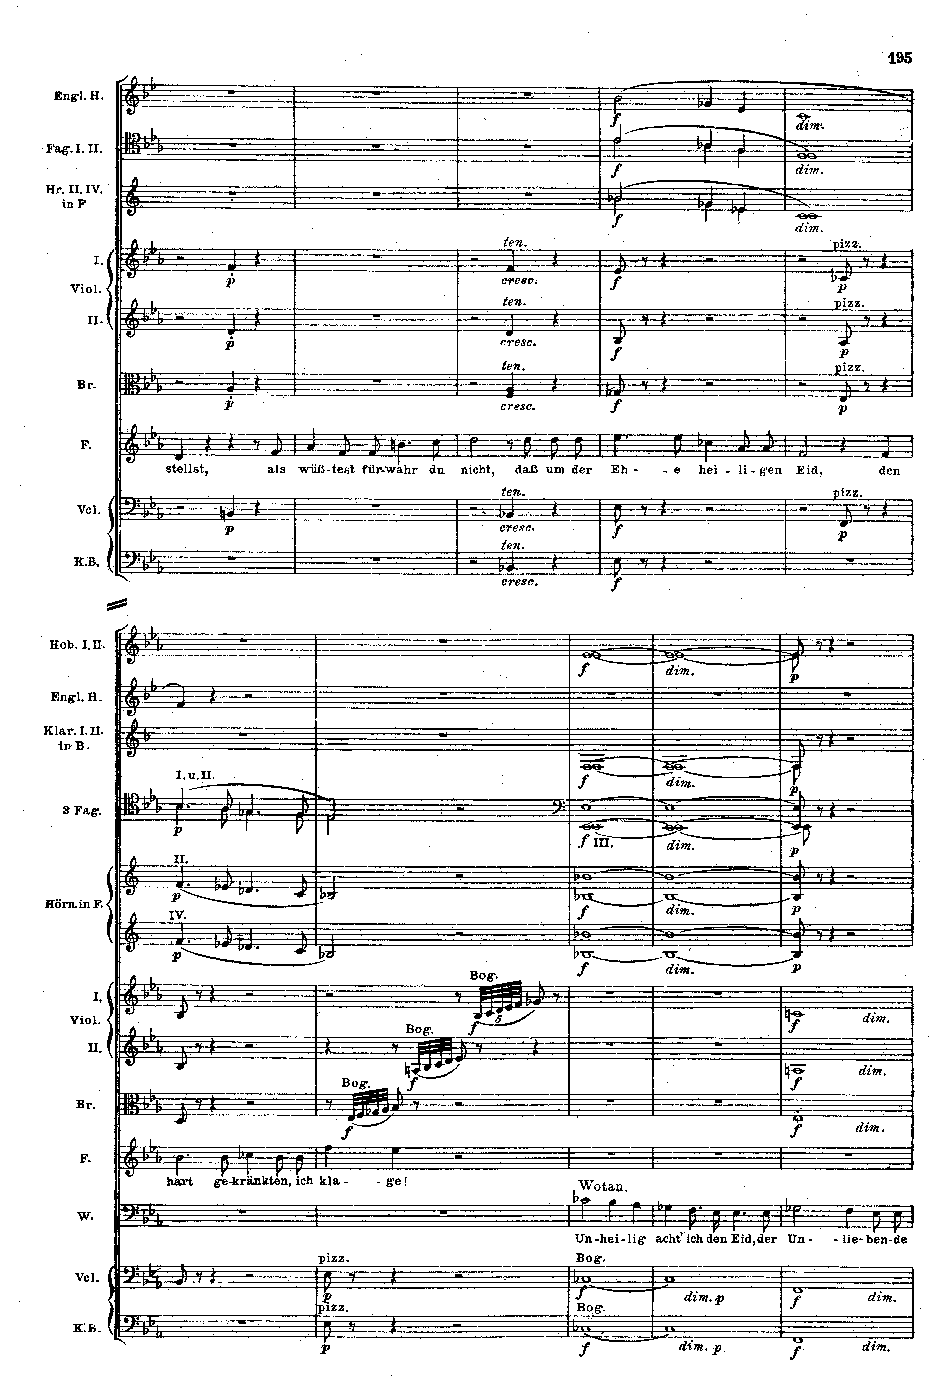 195
Engl. H.
f dim.
Fag. I. II.
f dim.
Hr. II. IV.
in F
f dim.
ten. pizz.
I.
p cresc. f p
Viol.
ten. pizz.
II.
p cresc. f p
ten. pizz.
Br.
p cresc. f p
F.
stellst, als wüß-test für-wahr du nicht, daß um der Eh - - e hei - li - gen Eid, den
ten. pizz.
Vcl.
p cresc. f p
ten.
K.B.
cresc. f
Hob. I. II.
f dim. p
Engl. H.
Klar. I. II.
in B.
f dim. p
I. u. II.
3 Fag.
p f III. dim. p
II.
p f dim. p
Hörn. in F.
IV.
p f dim. p
Bog.
I.
f 5 f dim.
Viol.
Bog.
II.
f f dim.
Bog.
Br.
f f dim.
F.
hart ge-kränkten, ich kla - - ge!
Wotan.
W.
Un-hei-lig acht' ich den Eid, der Un - - lie-ben-de
pizz. Bog.
Vcl.
p f dim. p f dim.
pizz. Bog.
K.B.
p f dim. p. f dim.